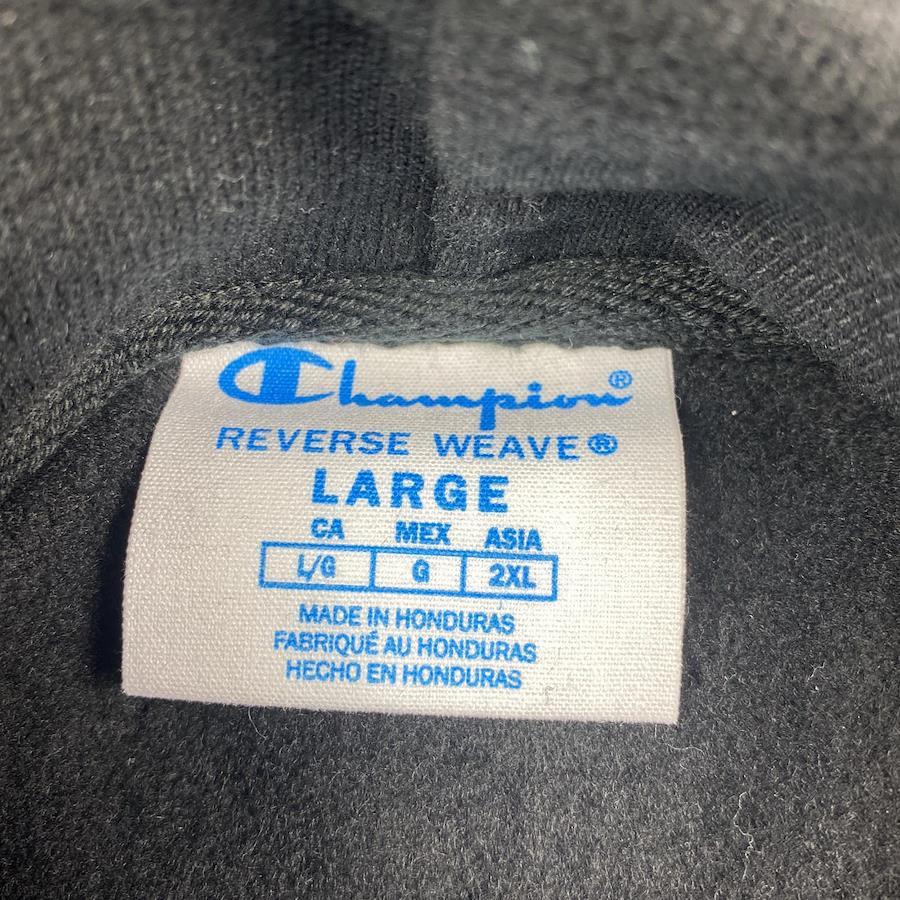 Champion®
REVERSE WEAVE®
LARGE
CA MEX ASIA
L/G G 2XL
MADE IN HONDURAS
FABRIQUÉ AU HONDURAS
HECHO EN HONDURAS